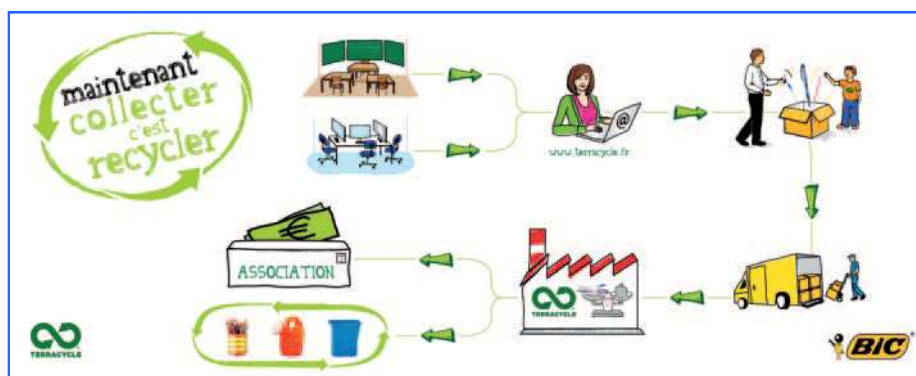 maintenant
collecter
c'est
recycler
@
www.terracycle.fr
€
ASSOCIATION
TERRACYCLE
TERRACYCLE
BIC